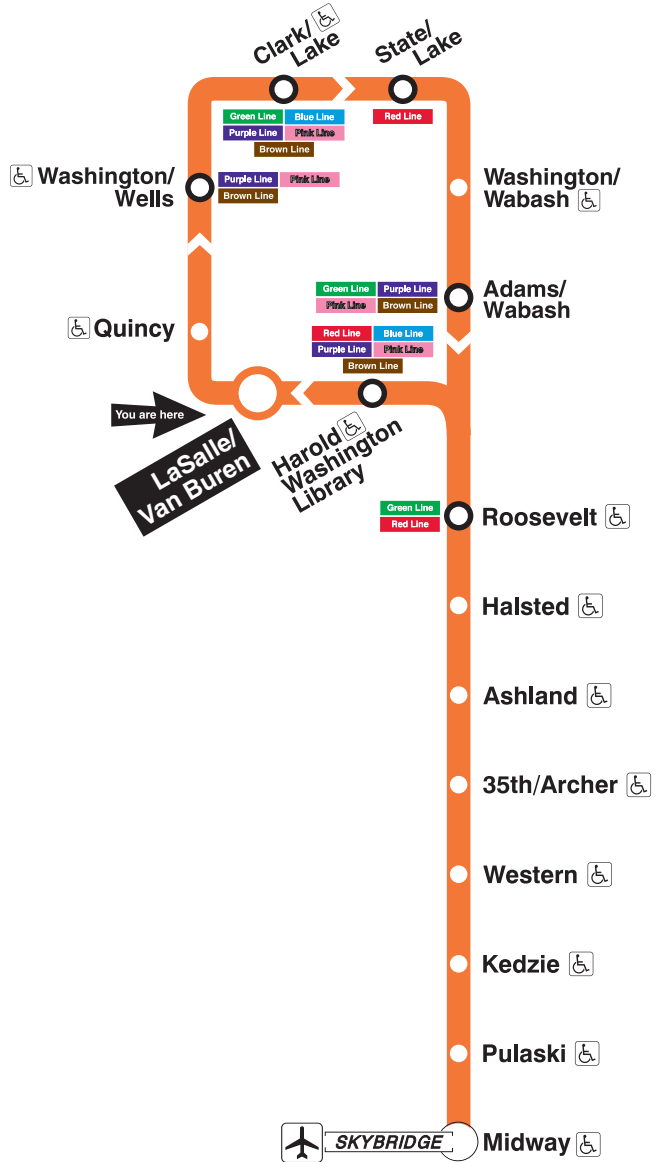 Clark/
Lake
State/
Lake
Green Line
Blue Line
Purple Line
Pink Line
Brown Line
Red Line
Washington/
Wells
Purple Line
Pink Line
Brown Line
Washington/
Wabash
Green Line
Purple Line
Pink Line
Brown Line
Adams/
Wabash
Quincy
Red Line
Blue Line
Purple Line
Pink Line
Brown Line
You are here
LaSalle/
Van Buren
Harold
Washington
Library
Green Line
Red Line
Roosevelt
Halsted
Ashland
35th/Archer
Western
Kedzie
Pulaski
SKYBRIDGE
Midway